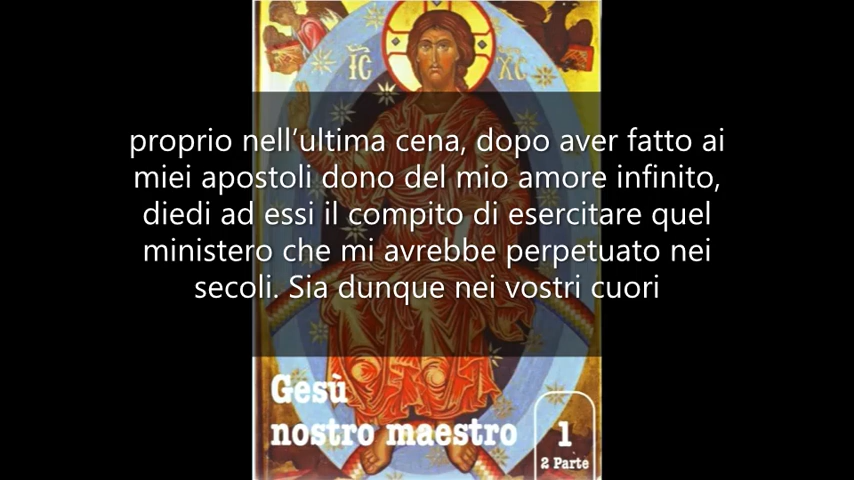 IC XC
proprio nell’ultima cena, dopo aver fatto ai
miei apostoli dono del mio amore infinito,
diedi ad essi il compito di esercitare quel
ministero che mi avrebbe perpetuato nei
secoli. Sia dunque nei vostri cuori
Gesù
nostro maestro
1
2 Parte